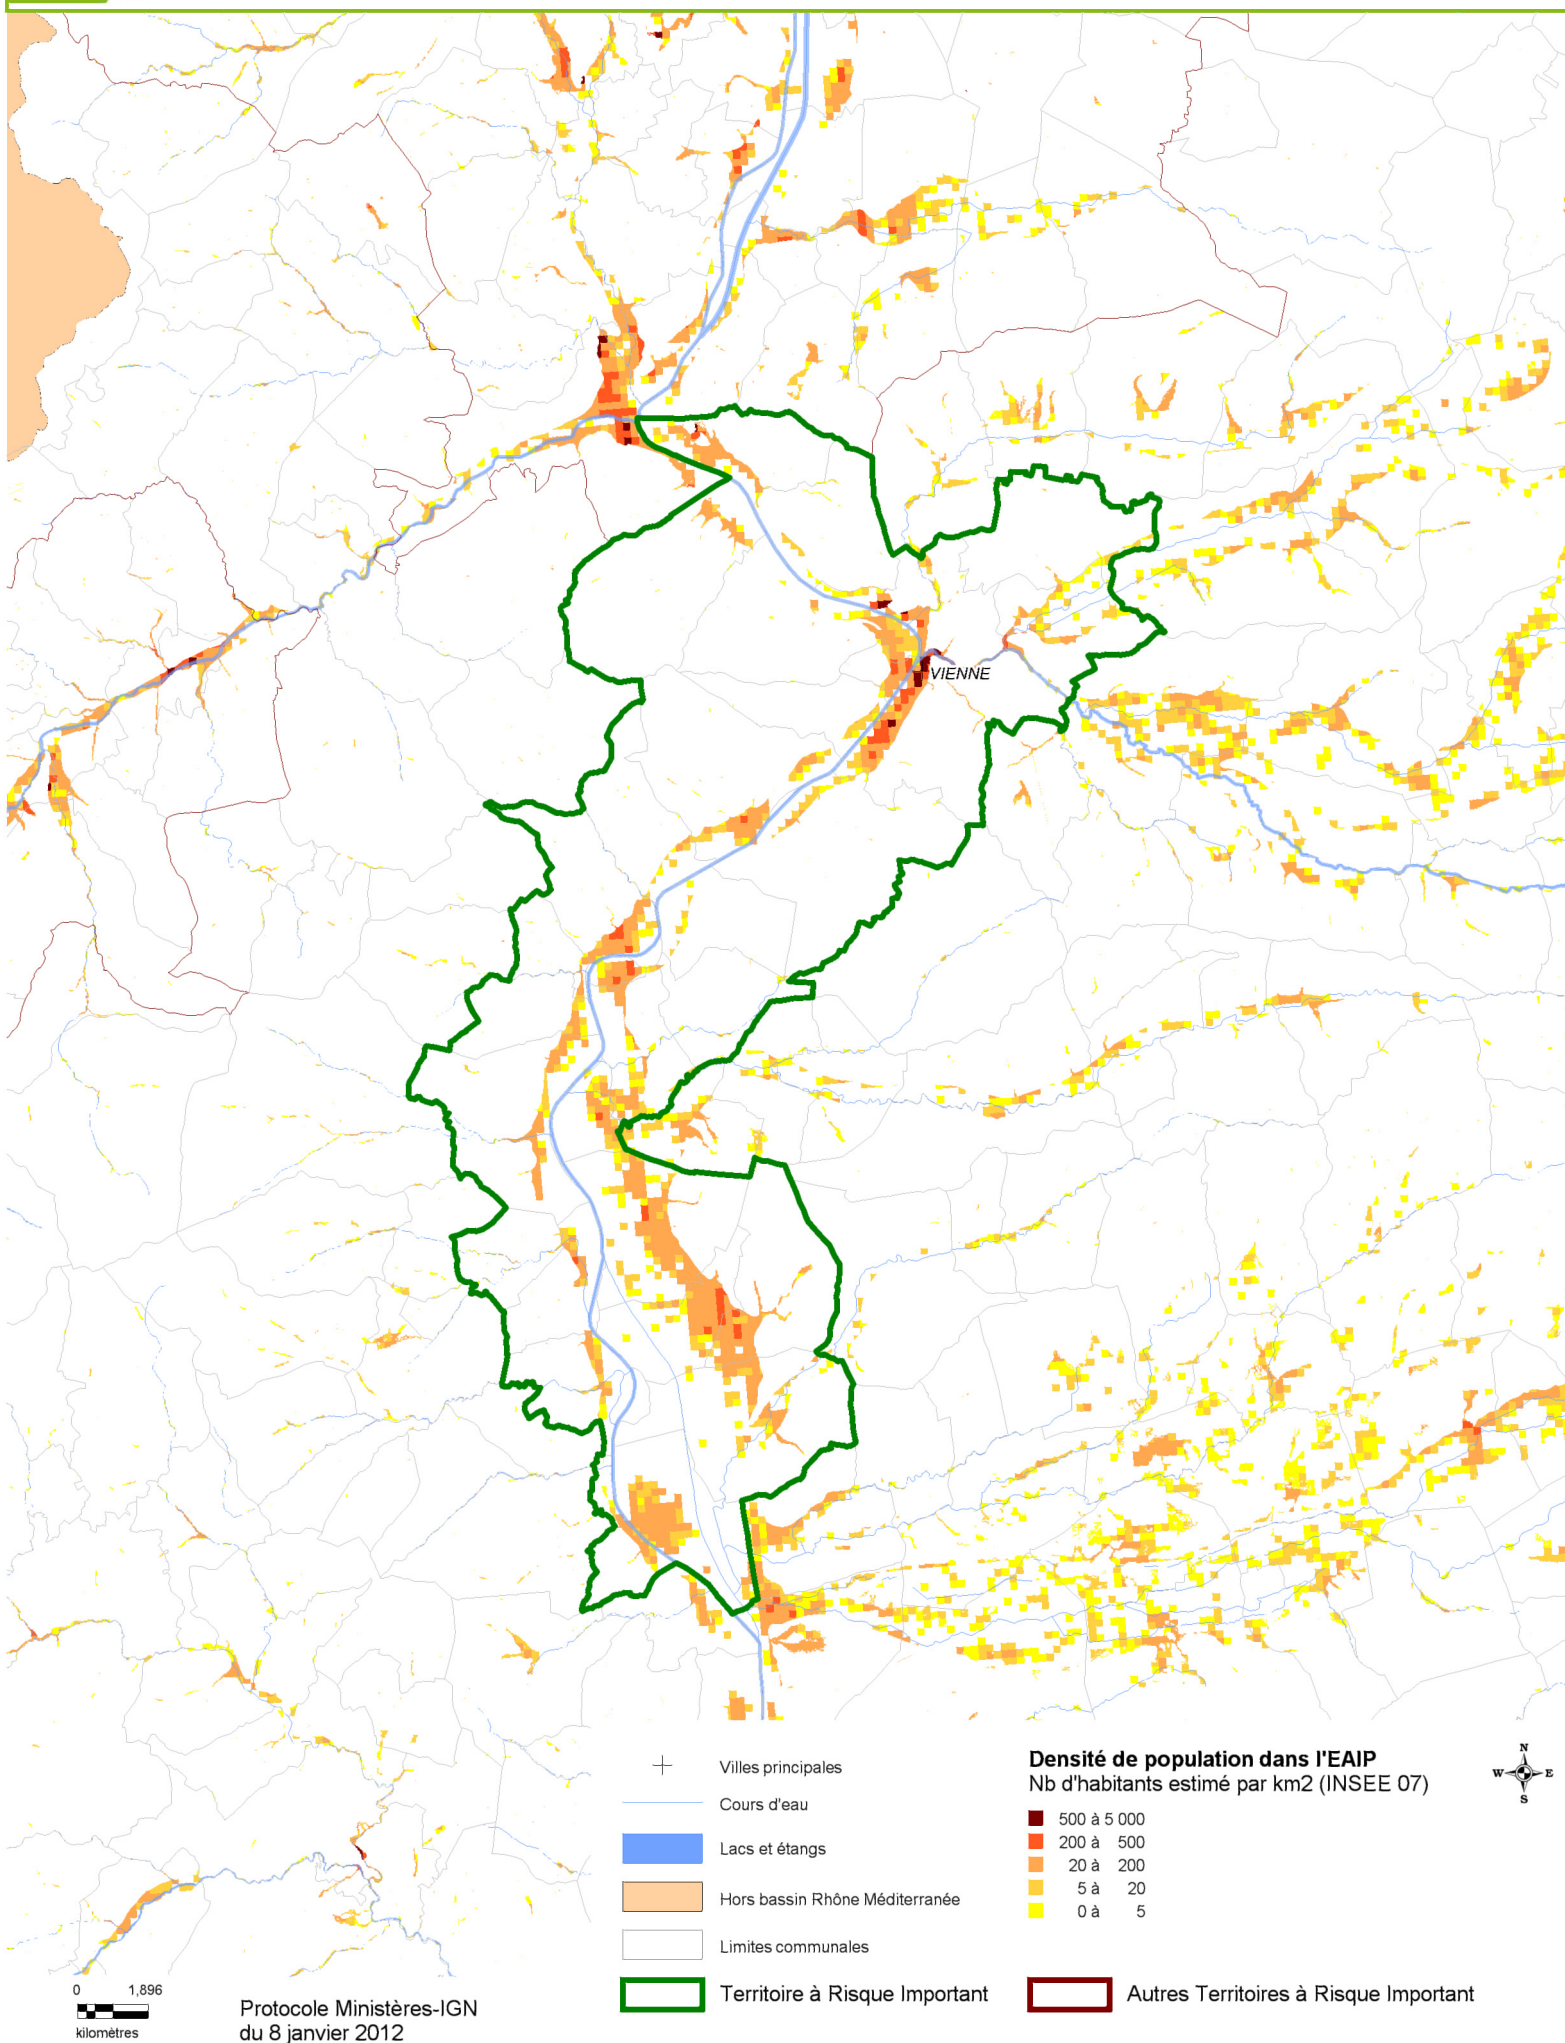 VIENNE
Villes principales
Cours d'eau
Lacs et étangs
Hors bassin Rhône Méditerranée
Limites communales
Territoire à Risque Important
Densité de population dans l'EAIP
Nb d'habitants estimé par km2 (INSEE 07)
500 à 5 000
200 à 500
20 à 200
5 à 20
0 à 5
Autres Territoires à Risque Important
N
W E
S
0 1,896
kilomètres
Protocole Ministères-IGN
du 8 janvier 2012